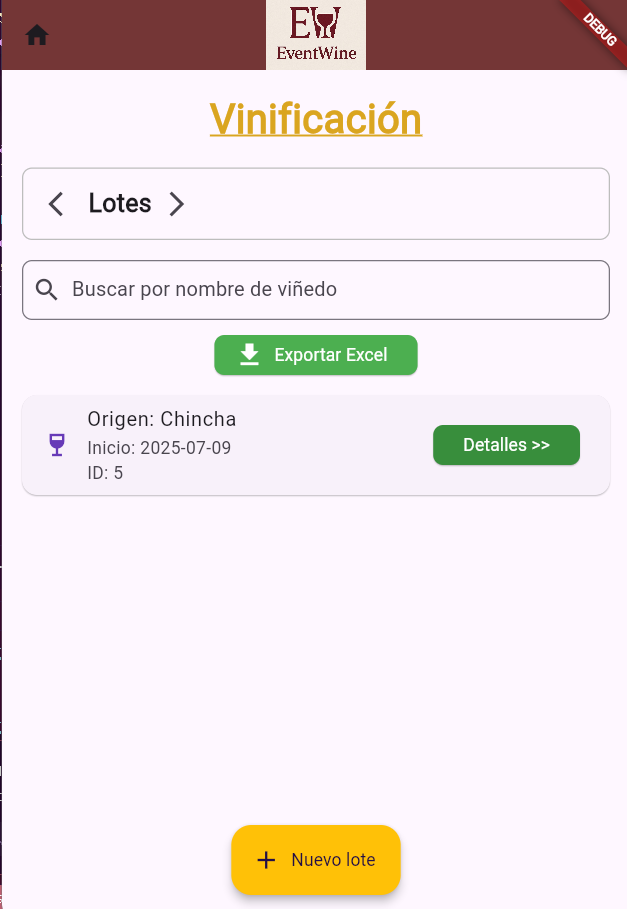 EW
EventWine
DEBUG
Vinificación
Lotes
Buscar por nombre de viñedo
Exportar Excel
Origen: Chincha
Inicio: 2025-07-09
ID: 5
Detalles >>
+ Nuevo lote